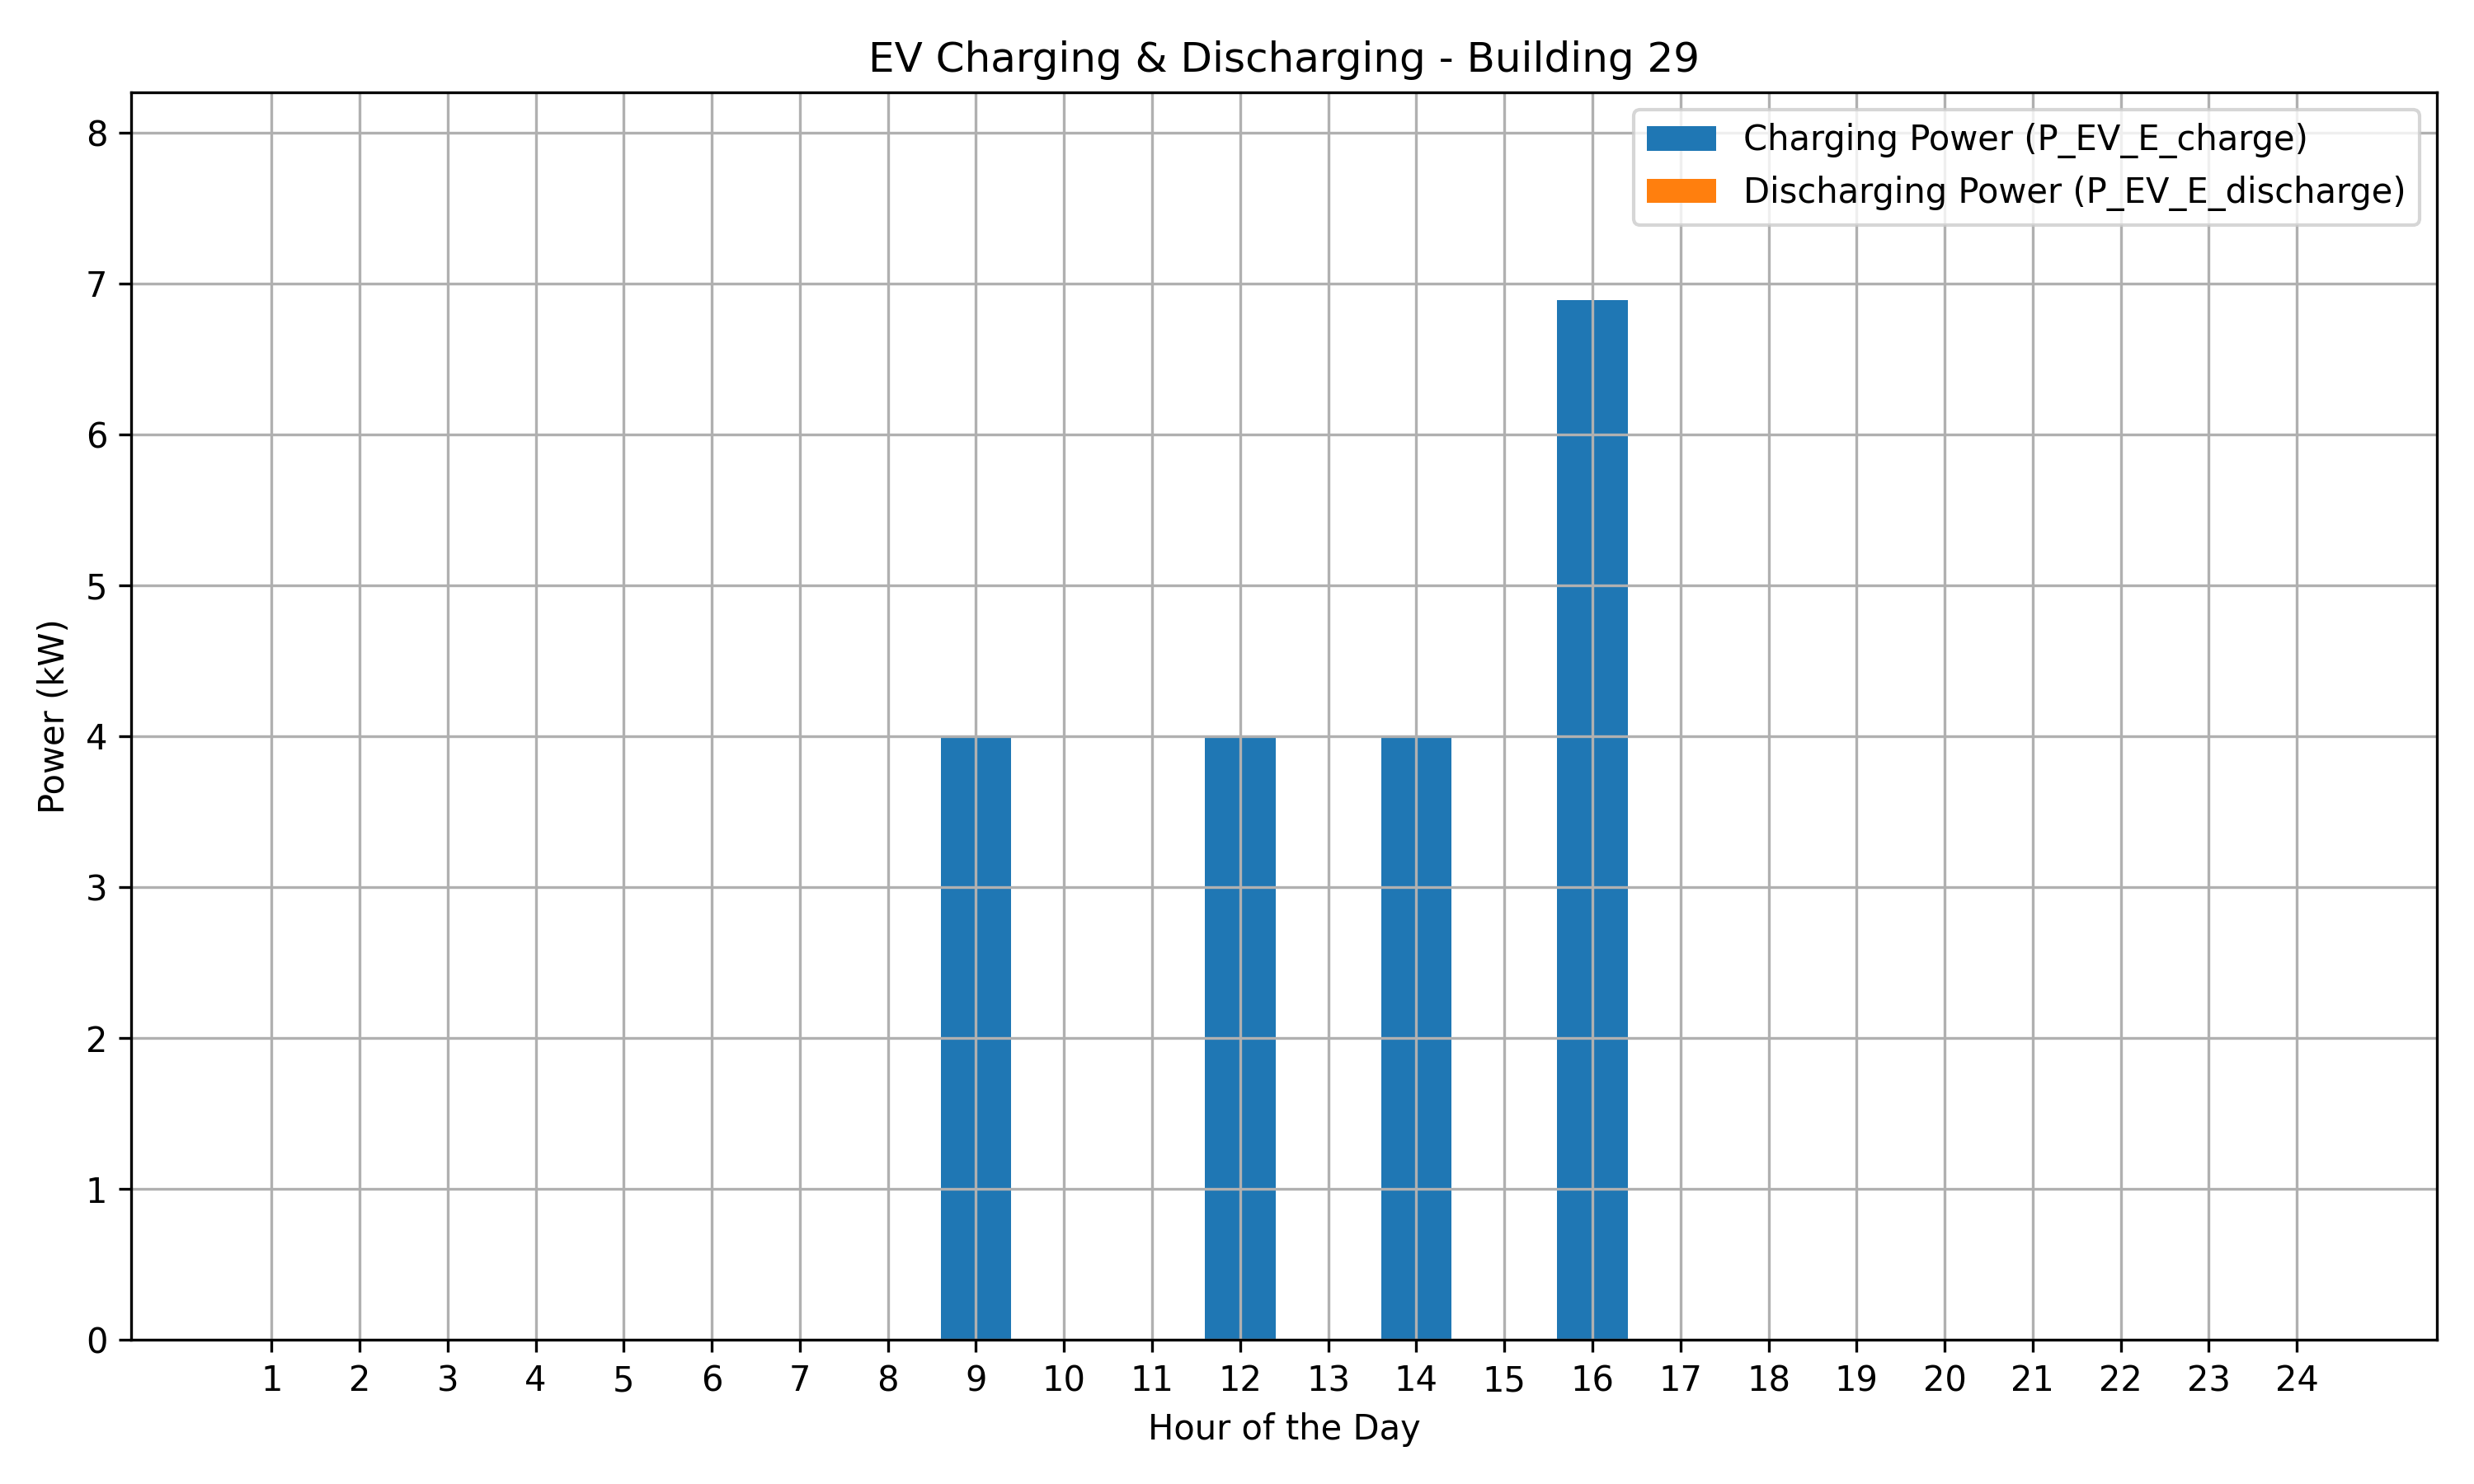 EV Charging & Discharging - Building 29
Charging Power (P_EV_E_charge)
Discharging Power (P_EV_E_discharge)
Power (kW)
8
7
6
5
4
3
2
1
0
1 2 3 4 5 6 7 8 9 10 11 12 13 14 15 16 17 18 19 20 21 22 23 24
Hour of the Day